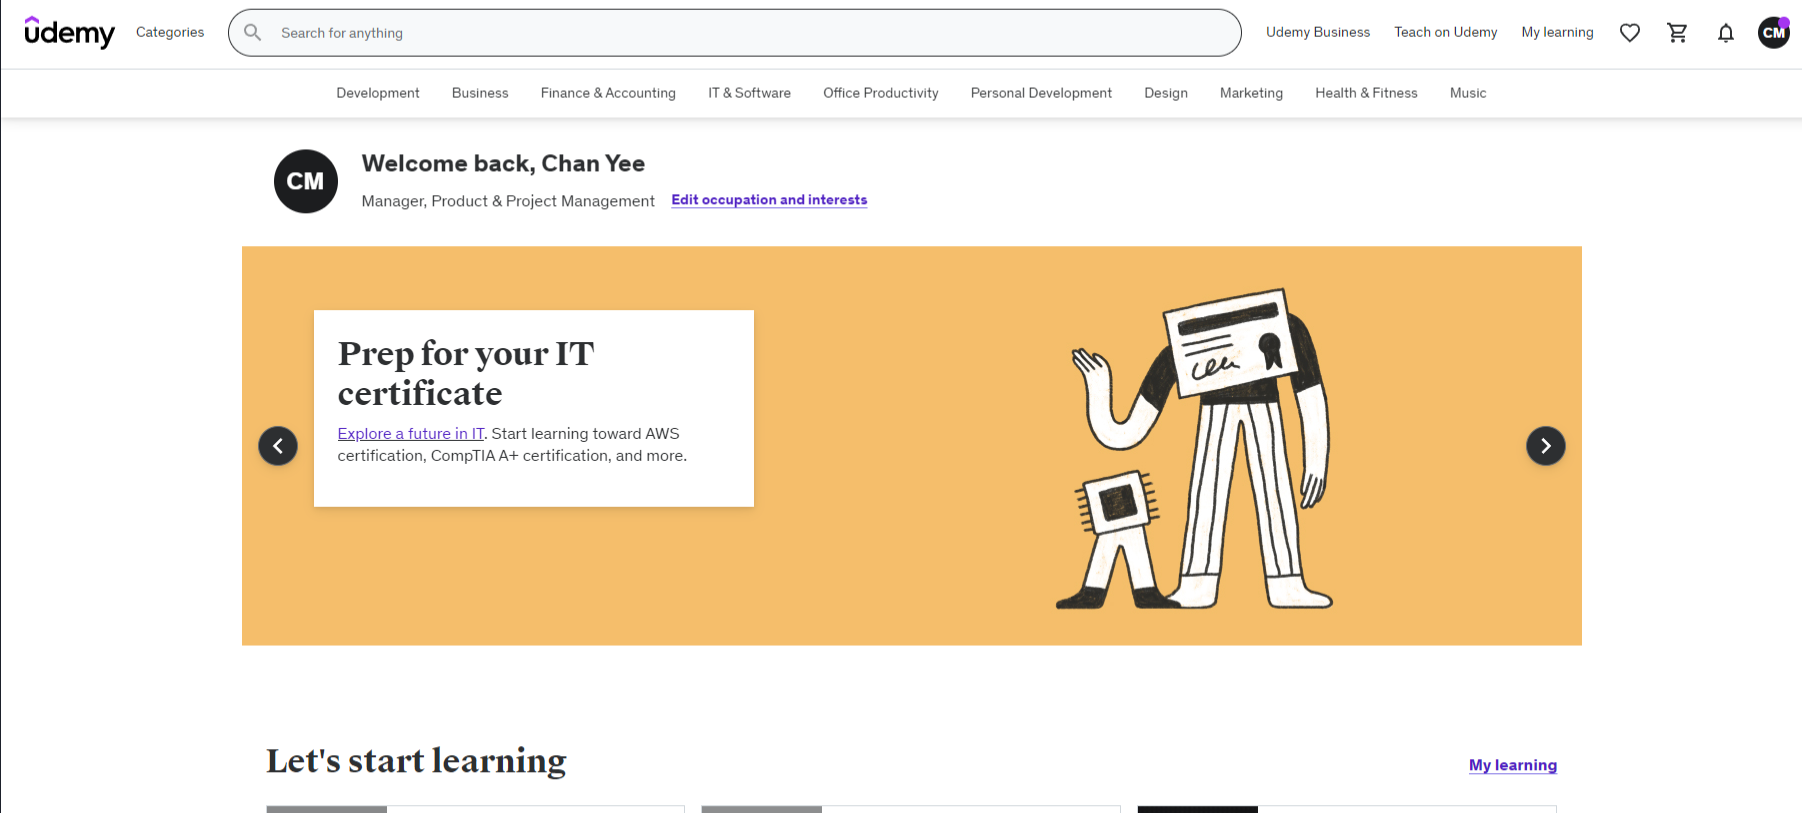 udemy
Categories
Search for anything
Udemy Business
Teach on Udemy
My learning
CM
Development
Business
Finance & Accounting
IT & Software
Office Productivity
Personal Development
Design
Marketing
Health & Fitness
Music
CM
Welcome back, Chan Yee
Manager, Product & Project Management
Edit occupation and interests
Prep for your IT
certificate
Explore a future in IT. Start learning toward AWS
certification, CompTIA A+ certification, and more.
Let's start learning
My learning